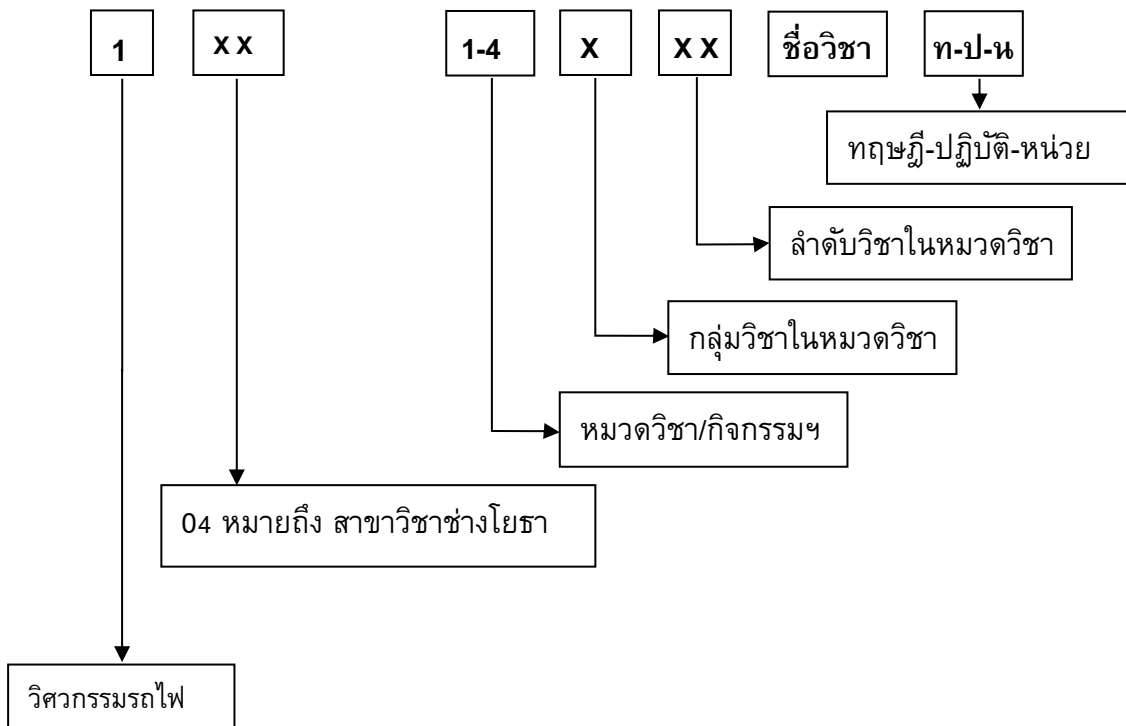 1 X X 1-4 X X X ชื่อวิชา ท-ป-น
ทฤษฎี-ปฏิบัติ-หน่วย
ลำดับวิชาในหมวดวิชา
กลุ่มวิชาในหมวดวิชา
หมวดวิชา/กิจกรรมฯ
04 หมายถึง สาขาวิชาช่างโยธา
วิศวกรรมรถไฟ